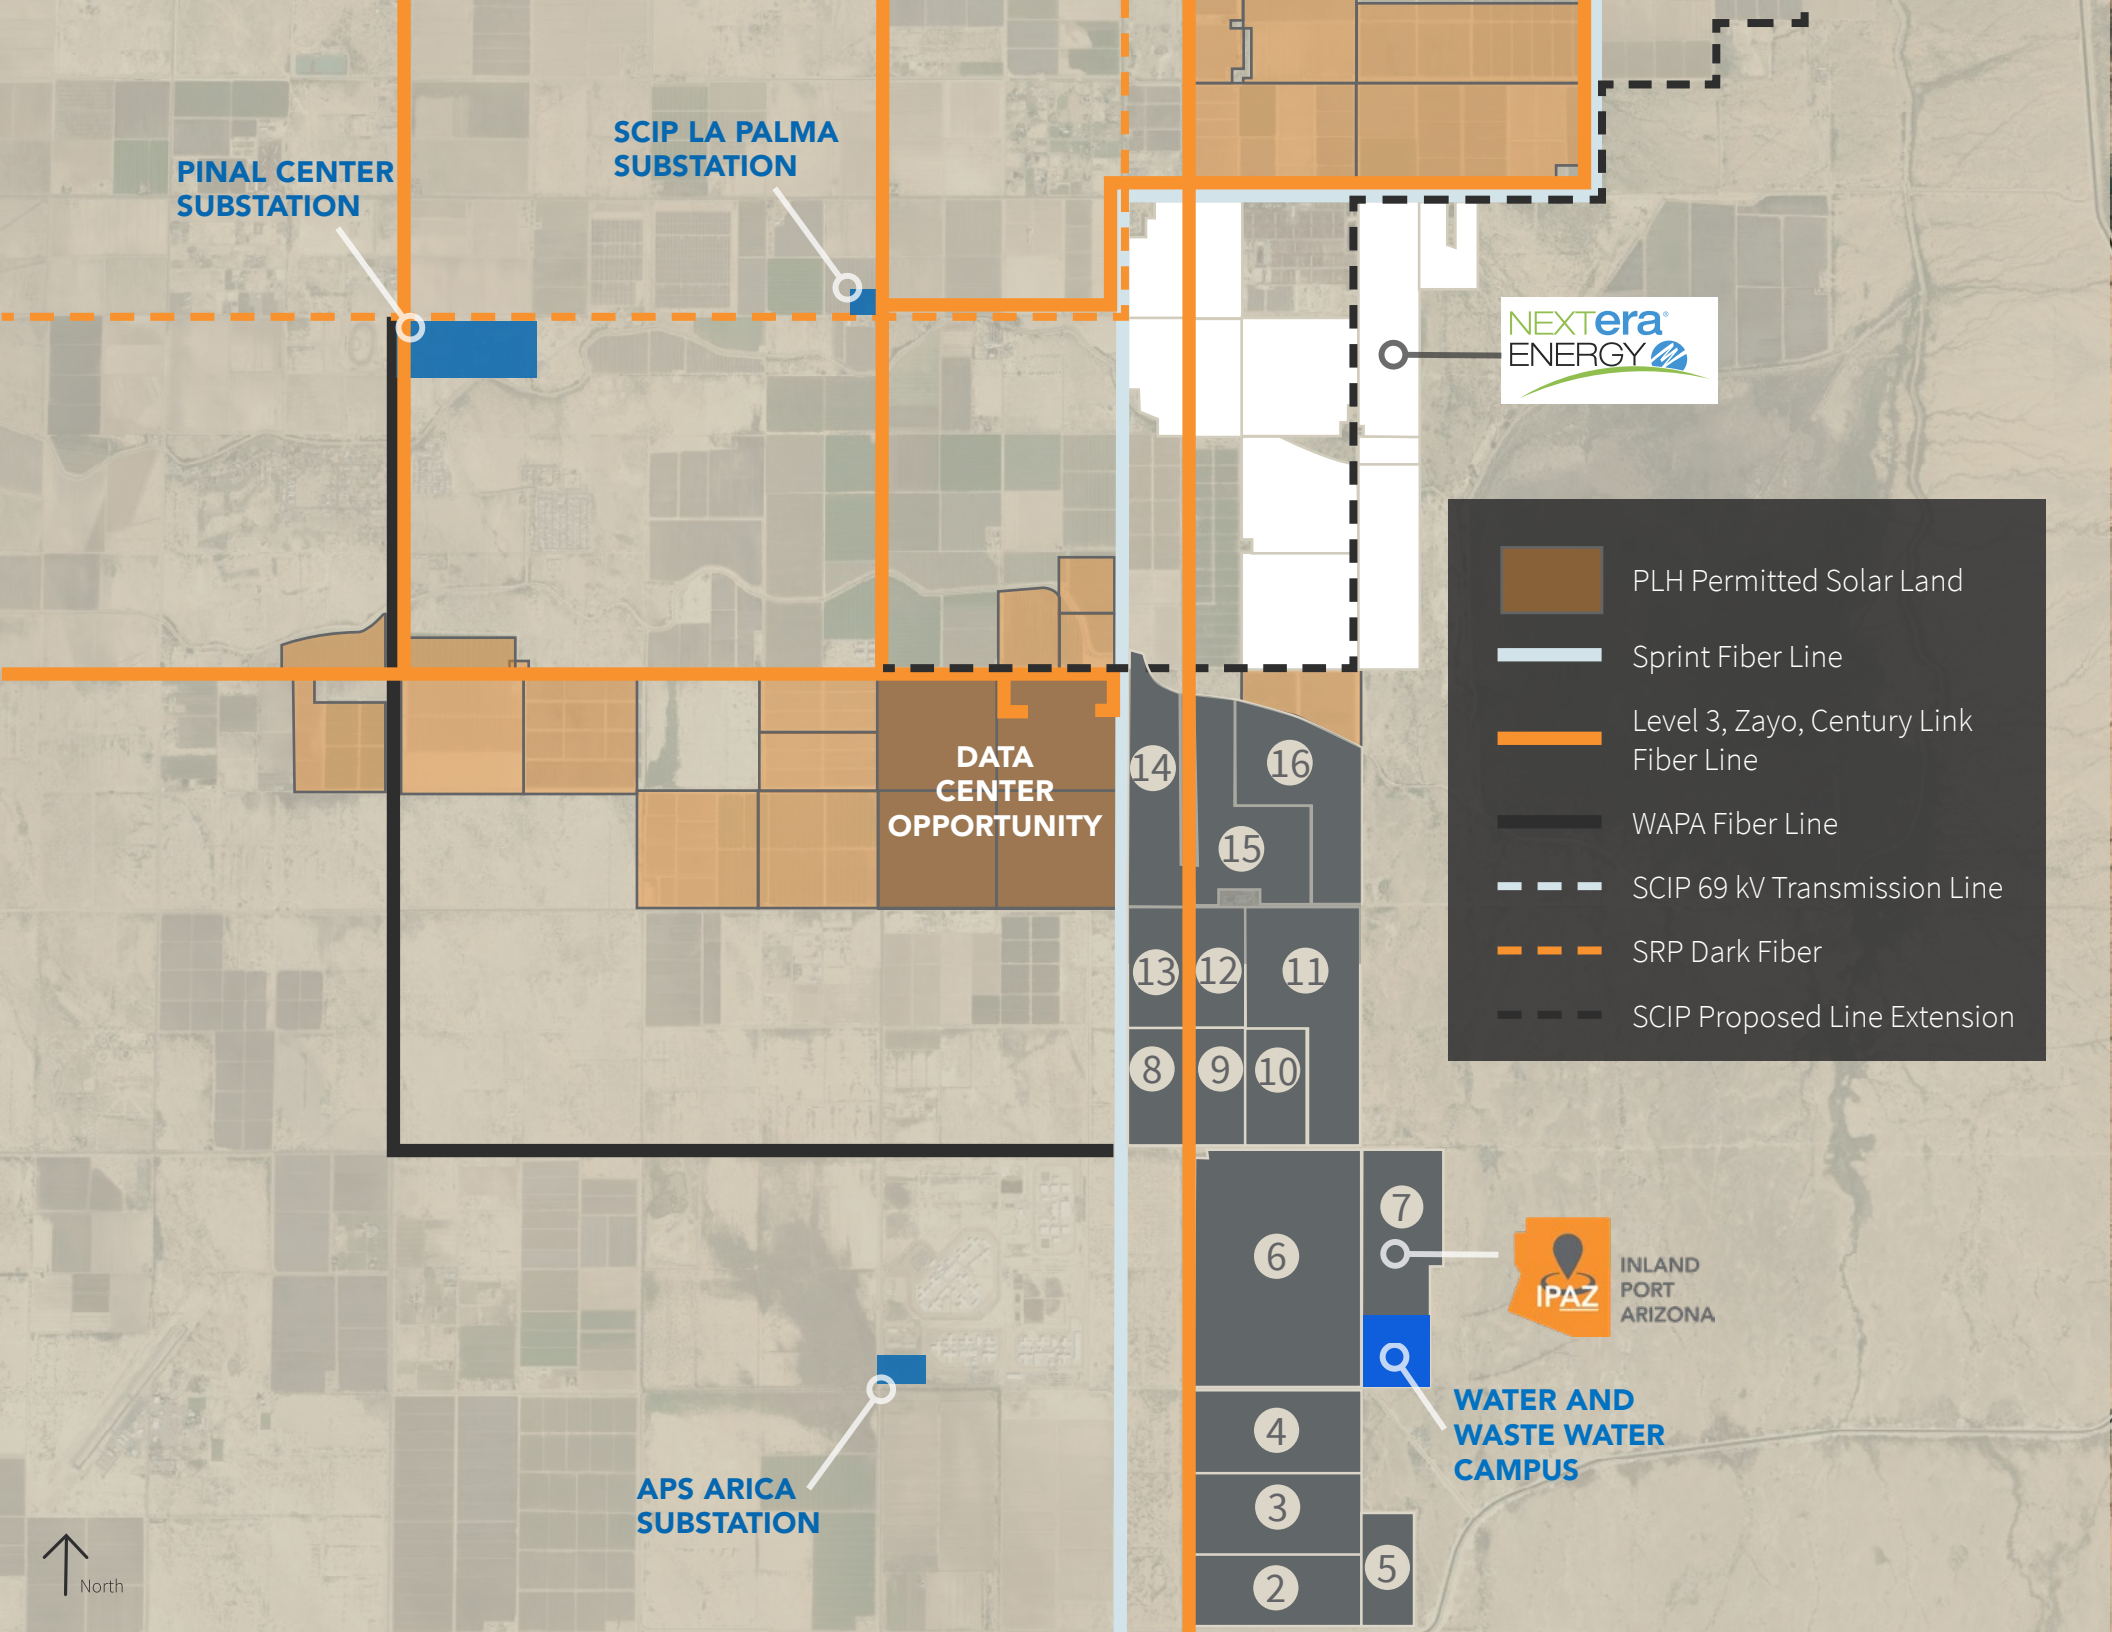 SCIP LA PALMA
SUBSTATION
PINAL CENTER
SUBSTATION
NEXTera®
ENERGY
PLH Permitted Solar Land
Sprint Fiber Line
Level 3, Zayo, Century Link
Fiber Line
WAPA Fiber Line
SCIP 69 kV Transmission Line
SRP Dark Fiber
SCIP Proposed Line Extension
DATA
CENTER
OPPORTUNITY
14
16
15
13
12
11
8
9
10
7
6
IPAZ
INLAND
PORT
ARIZONA
WATER AND
WASTE WATER
CAMPUS
4
3
5
2
APS ARICA
SUBSTATION
North